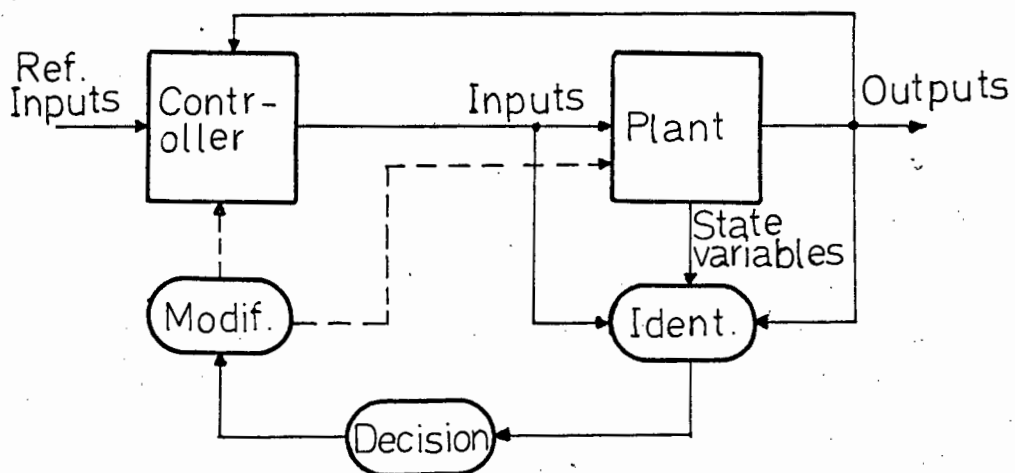 Ref.
Inputs
Contr-
oller
Inputs
Plant
Outputs
State
variables
Modif.
Ident.
Decision